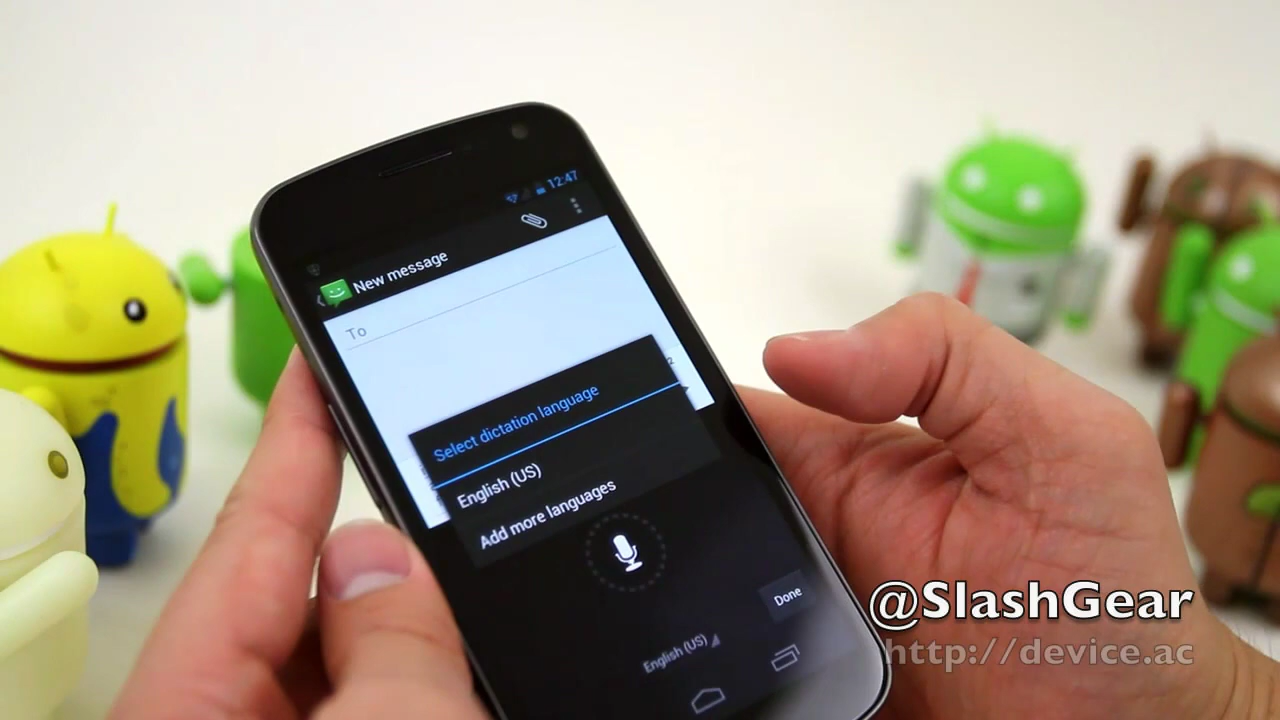 12:47
New message
To
Select dictation language
English (US)
Add more languages
Done
English (US)
@SlashGear
http://device.ac